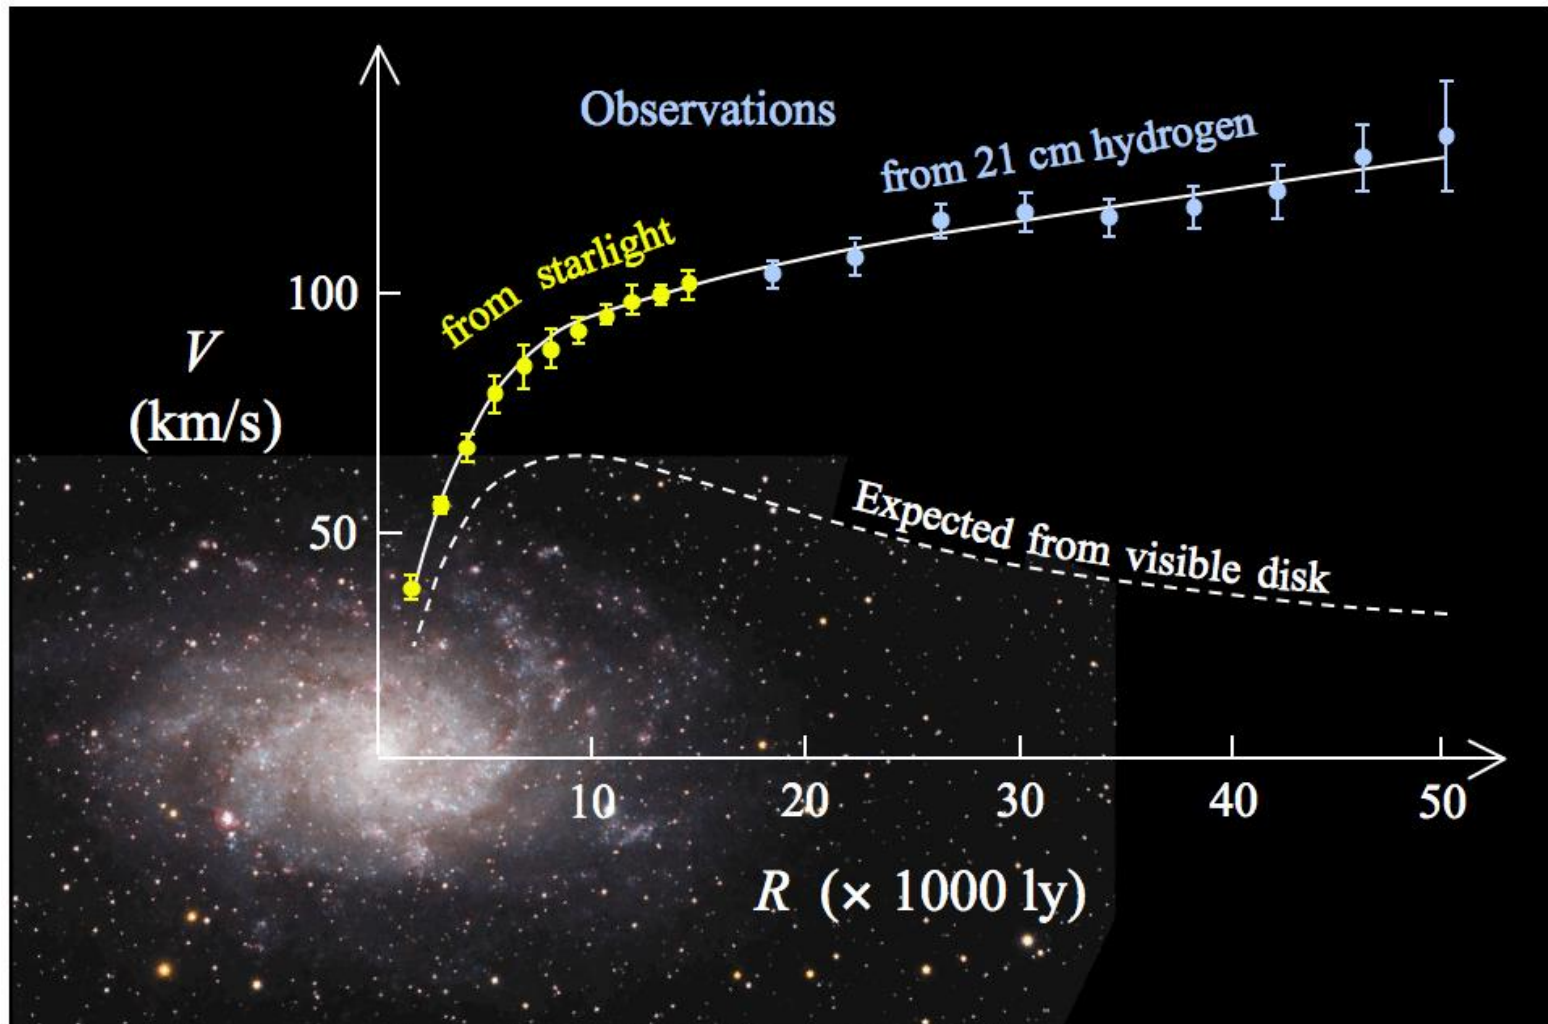 Observations
from 21 cm hydrogen
from starlight
100
V
(km/s)
50
Expected from visible disk
10 20 30 40 50
R (× 1000 ly)